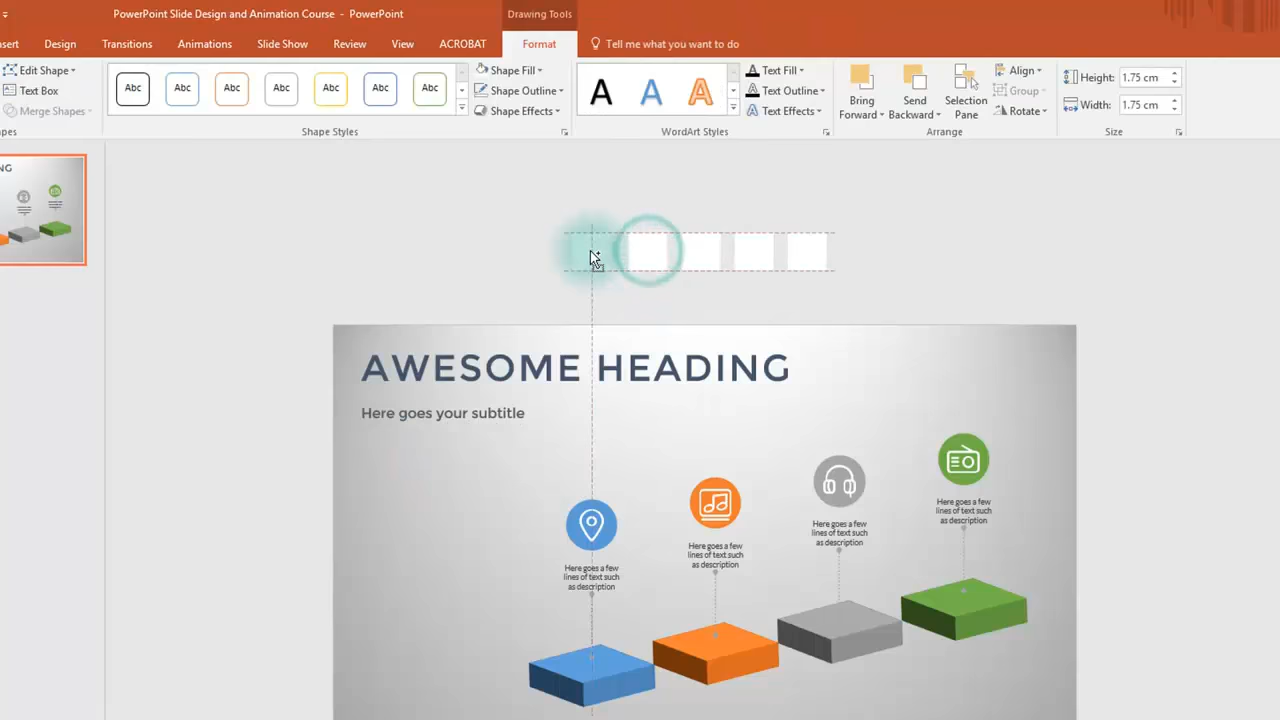 PowerPoint Slide Design and Animation Course - PowerPoint
Drawing Tools
sert
Design
Transitions
Animations
Slide Show
Review
View
ACROBAT
Format
Tell me what you want to do
Edit Shape
Text Box
Merge Shapes
apes
Abc Abc Abc Abc Abc Abc Abc
Shape Fill
Shape Outline
Shape Effects
Shape Styles
A A A
Text Fill
Text Outline
Text Effects
WordArt Styles
Bring
Forward
Send
Backward
Selection
Pane
Align
Group
Rotate
Arrange
Height: 1.75 cm
Width: 1.75 cm
Size
NG
AWESOME HEADING
Here goes your subtitle
Here goes a few
lines of text such
as description
Here goes a few
lines of text such
as description
Here goes a few
lines of text such
as description
Here goes a few
lines of text such
as description